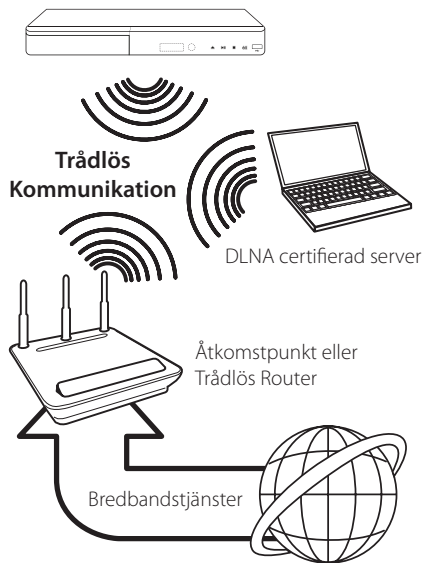 Trådlös
Kommunikation
DLNA certifierad server
Åtkomstpunkt eller
Trådlös Router
Bredbandstjänster